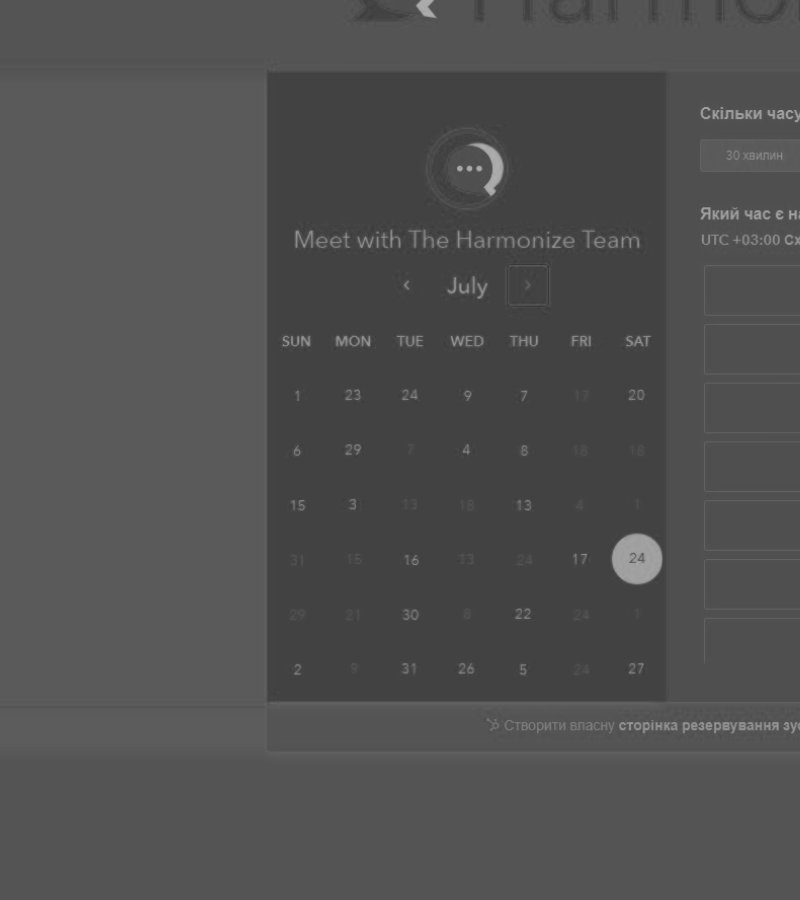 Harmo
Meet with The Harmonize Team
July
SUN MON TUE WED THU FRI SAT
1 23 24 9 7 17 20
6 29 7 4 8 18 18
15 3 13 18 13 4 1
31 15 16 13 24 17 24
29 21 30 8 22 24 1
2 9 31 26 5 24 27
Скільки часу
30 хвилин
Який час є на
UTC +03:00 Сх
Створити власну сторінка резервування зус